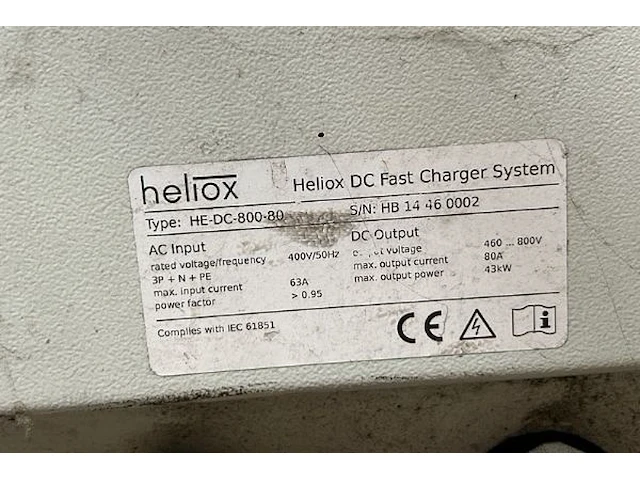 heliox Heliox DC Fast Charger System
Type: HE-DC-800-80 S/N: HB 14 46 0002
AC Input
rated voltage/frequency 400V/50Hz
3P + N + PE
max. input current 63A
power factor > 0.95
DC Output
voltage 460 ... 800V
max. output current 80A
max. output power 43kW
Complies with IEC 61851
CE
i